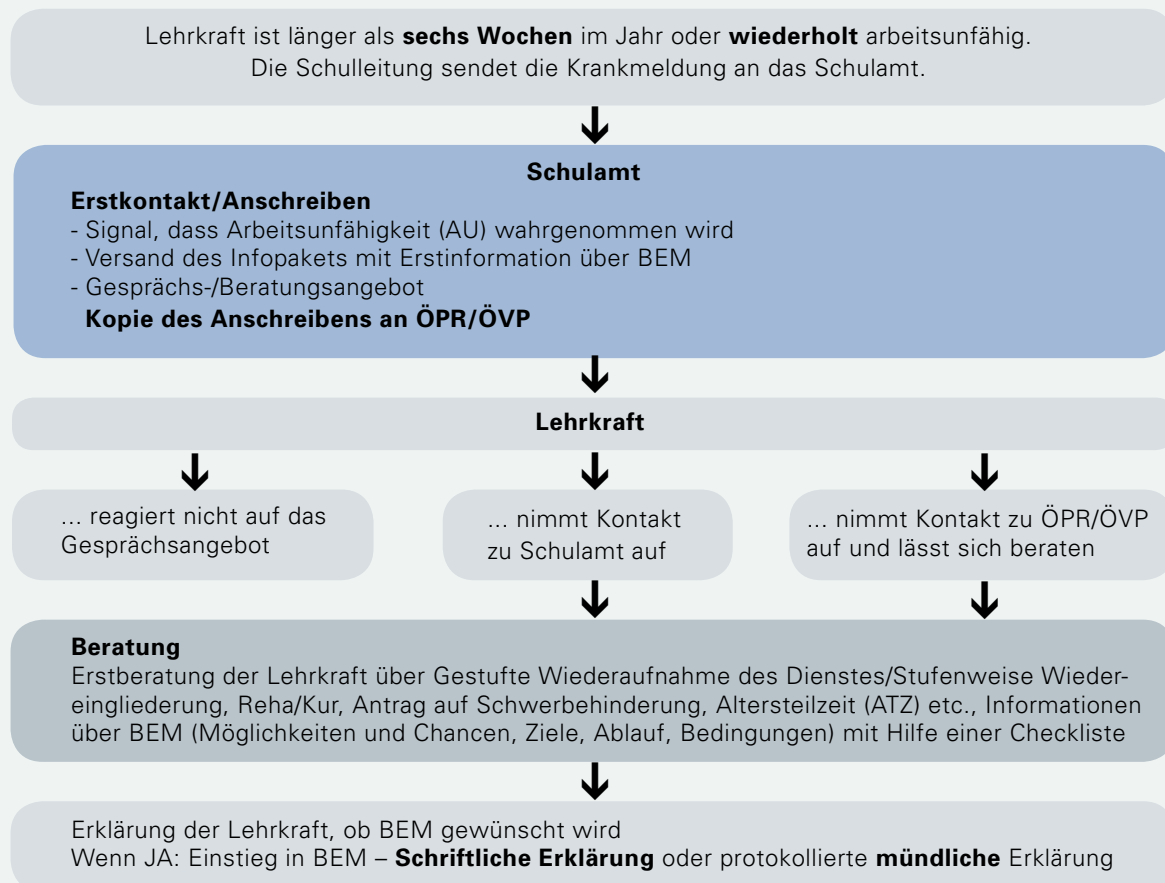 Lehrkraft ist länger als sechs Wochen im Jahr oder wiederholt arbeitsunfähig.
Die Schulleitung sendet die Krankmeldung an das Schulamt.
Schulamt
Erstkontakt/Anschreiben
- Signal, dass Arbeitsunfähigkeit (AU) wahrgenommen wird
- Versand des Infopakets mit Erstinformation über BEM
- Gesprächs-/Beratungsangebot
Kopie des Anschreibens an ÖPR/ÖVP
Lehrkraft
... reagiert nicht auf das
Gesprächsangebot
... nimmt Kontakt
zu Schulamt auf
... nimmt Kontakt zu ÖPR/ÖVP
auf und lässt sich beraten
Beratung
Erstberatung der Lehrkraft über Gestufte Wiederaufnahme des Dienstes/Stufenweise Wieder-
eingliederung, Reha/Kur, Antrag auf Schwerbehinderung, Altersteilzeit (ATZ) etc., Informationen
über BEM (Möglichkeiten und Chancen, Ziele, Ablauf, Bedingungen) mit Hilfe einer Checkliste
Erklärung der Lehrkraft, ob BEM gewünscht wird
Wenn JA: Einstieg in BEM – Schriftliche Erklärung oder protokollierte mündliche Erklärung